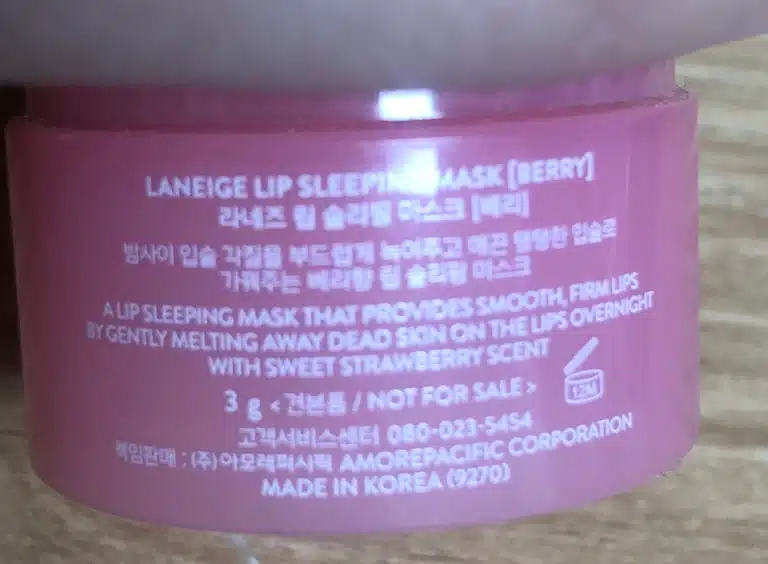 LANEIGE LIP SLEEPING MASK [BERRY]
라네즈 립 슬리핑 마스크 [베리]
밤사이 입술 각질을 부드럽게 녹여주고 매끈 탱탱한 입술로
가꿔주는 베리향 립 슬리핑 마스크
A LIP SLEEPING MASK THAT PROVIDES SMOOTH, FIRM LIPS
BY GENTLY MELTING AWAY DEAD SKIN ON THE LIPS OVERNIGHT
WITH SWEET STRAWBERRY SCENT
12M
3 g <견본품 / NOT FOR SALE>
고객서비스센터 080-023-5454
책임판매 : (주)아모레퍼시픽 AMOREPACIFIC CORPORATION
MADE IN KOREA (9270)